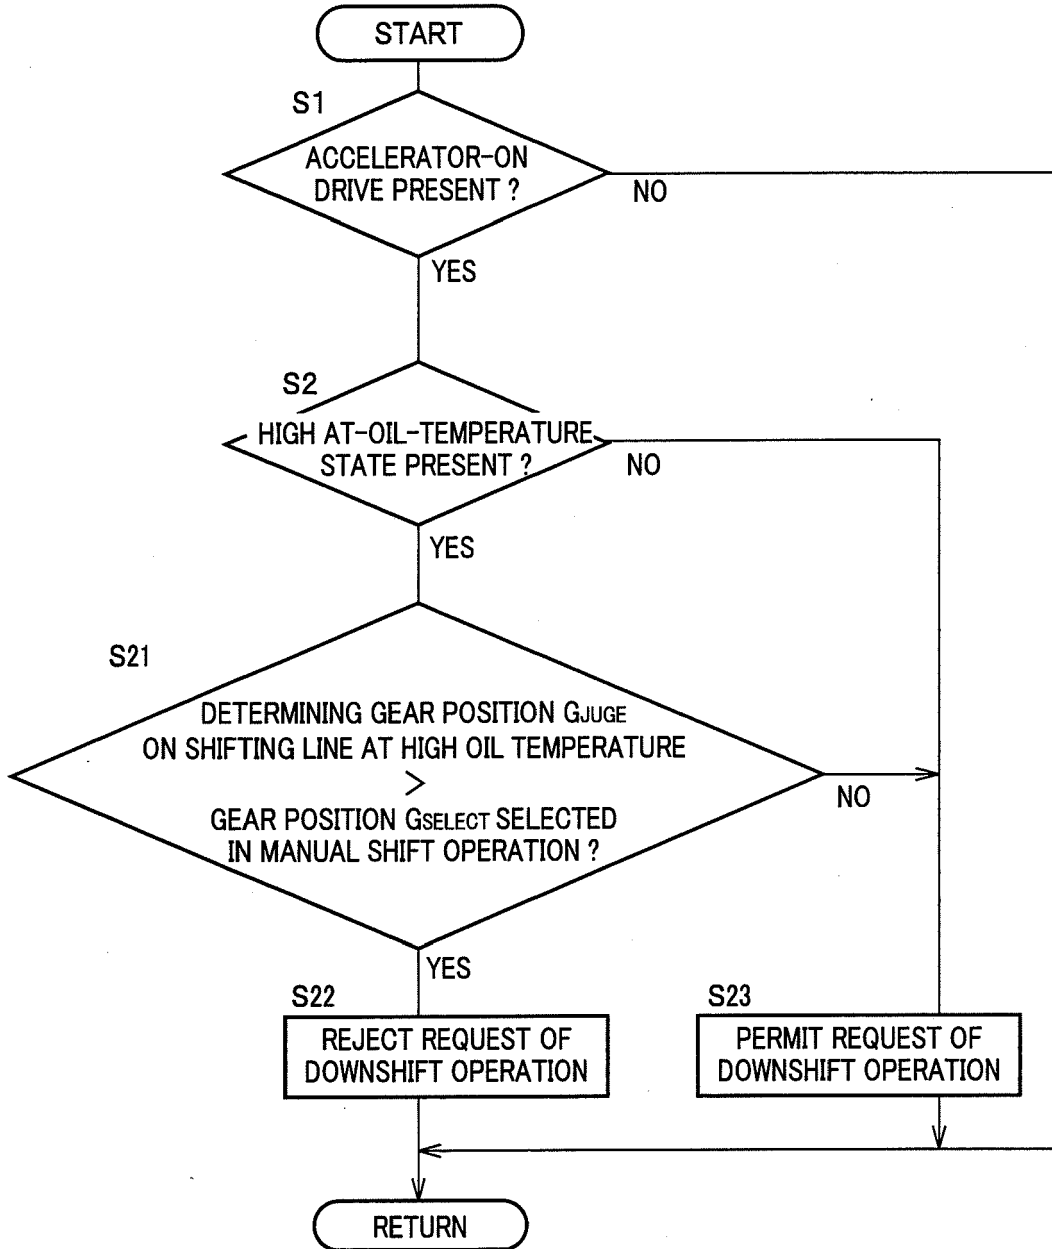 START
S1
ACCELERATOR-ON
DRIVE PRESENT ?
NO
YES
S2
HIGH AT-OIL-TEMPERATURE
STATE PRESENT ?
NO
YES
S21
DETERMINING GEAR POSITION GJUGE
ON SHIFTING LINE AT HIGH OIL TEMPERATURE
>
GEAR POSITION GSELECT SELECTED
IN MANUAL SHIFT OPERATION ?
NO
YES
S22
REJECT REQUEST OF
DOWNSHIFT OPERATION
S23
PERMIT REQUEST OF
DOWNSHIFT OPERATION
RETURN